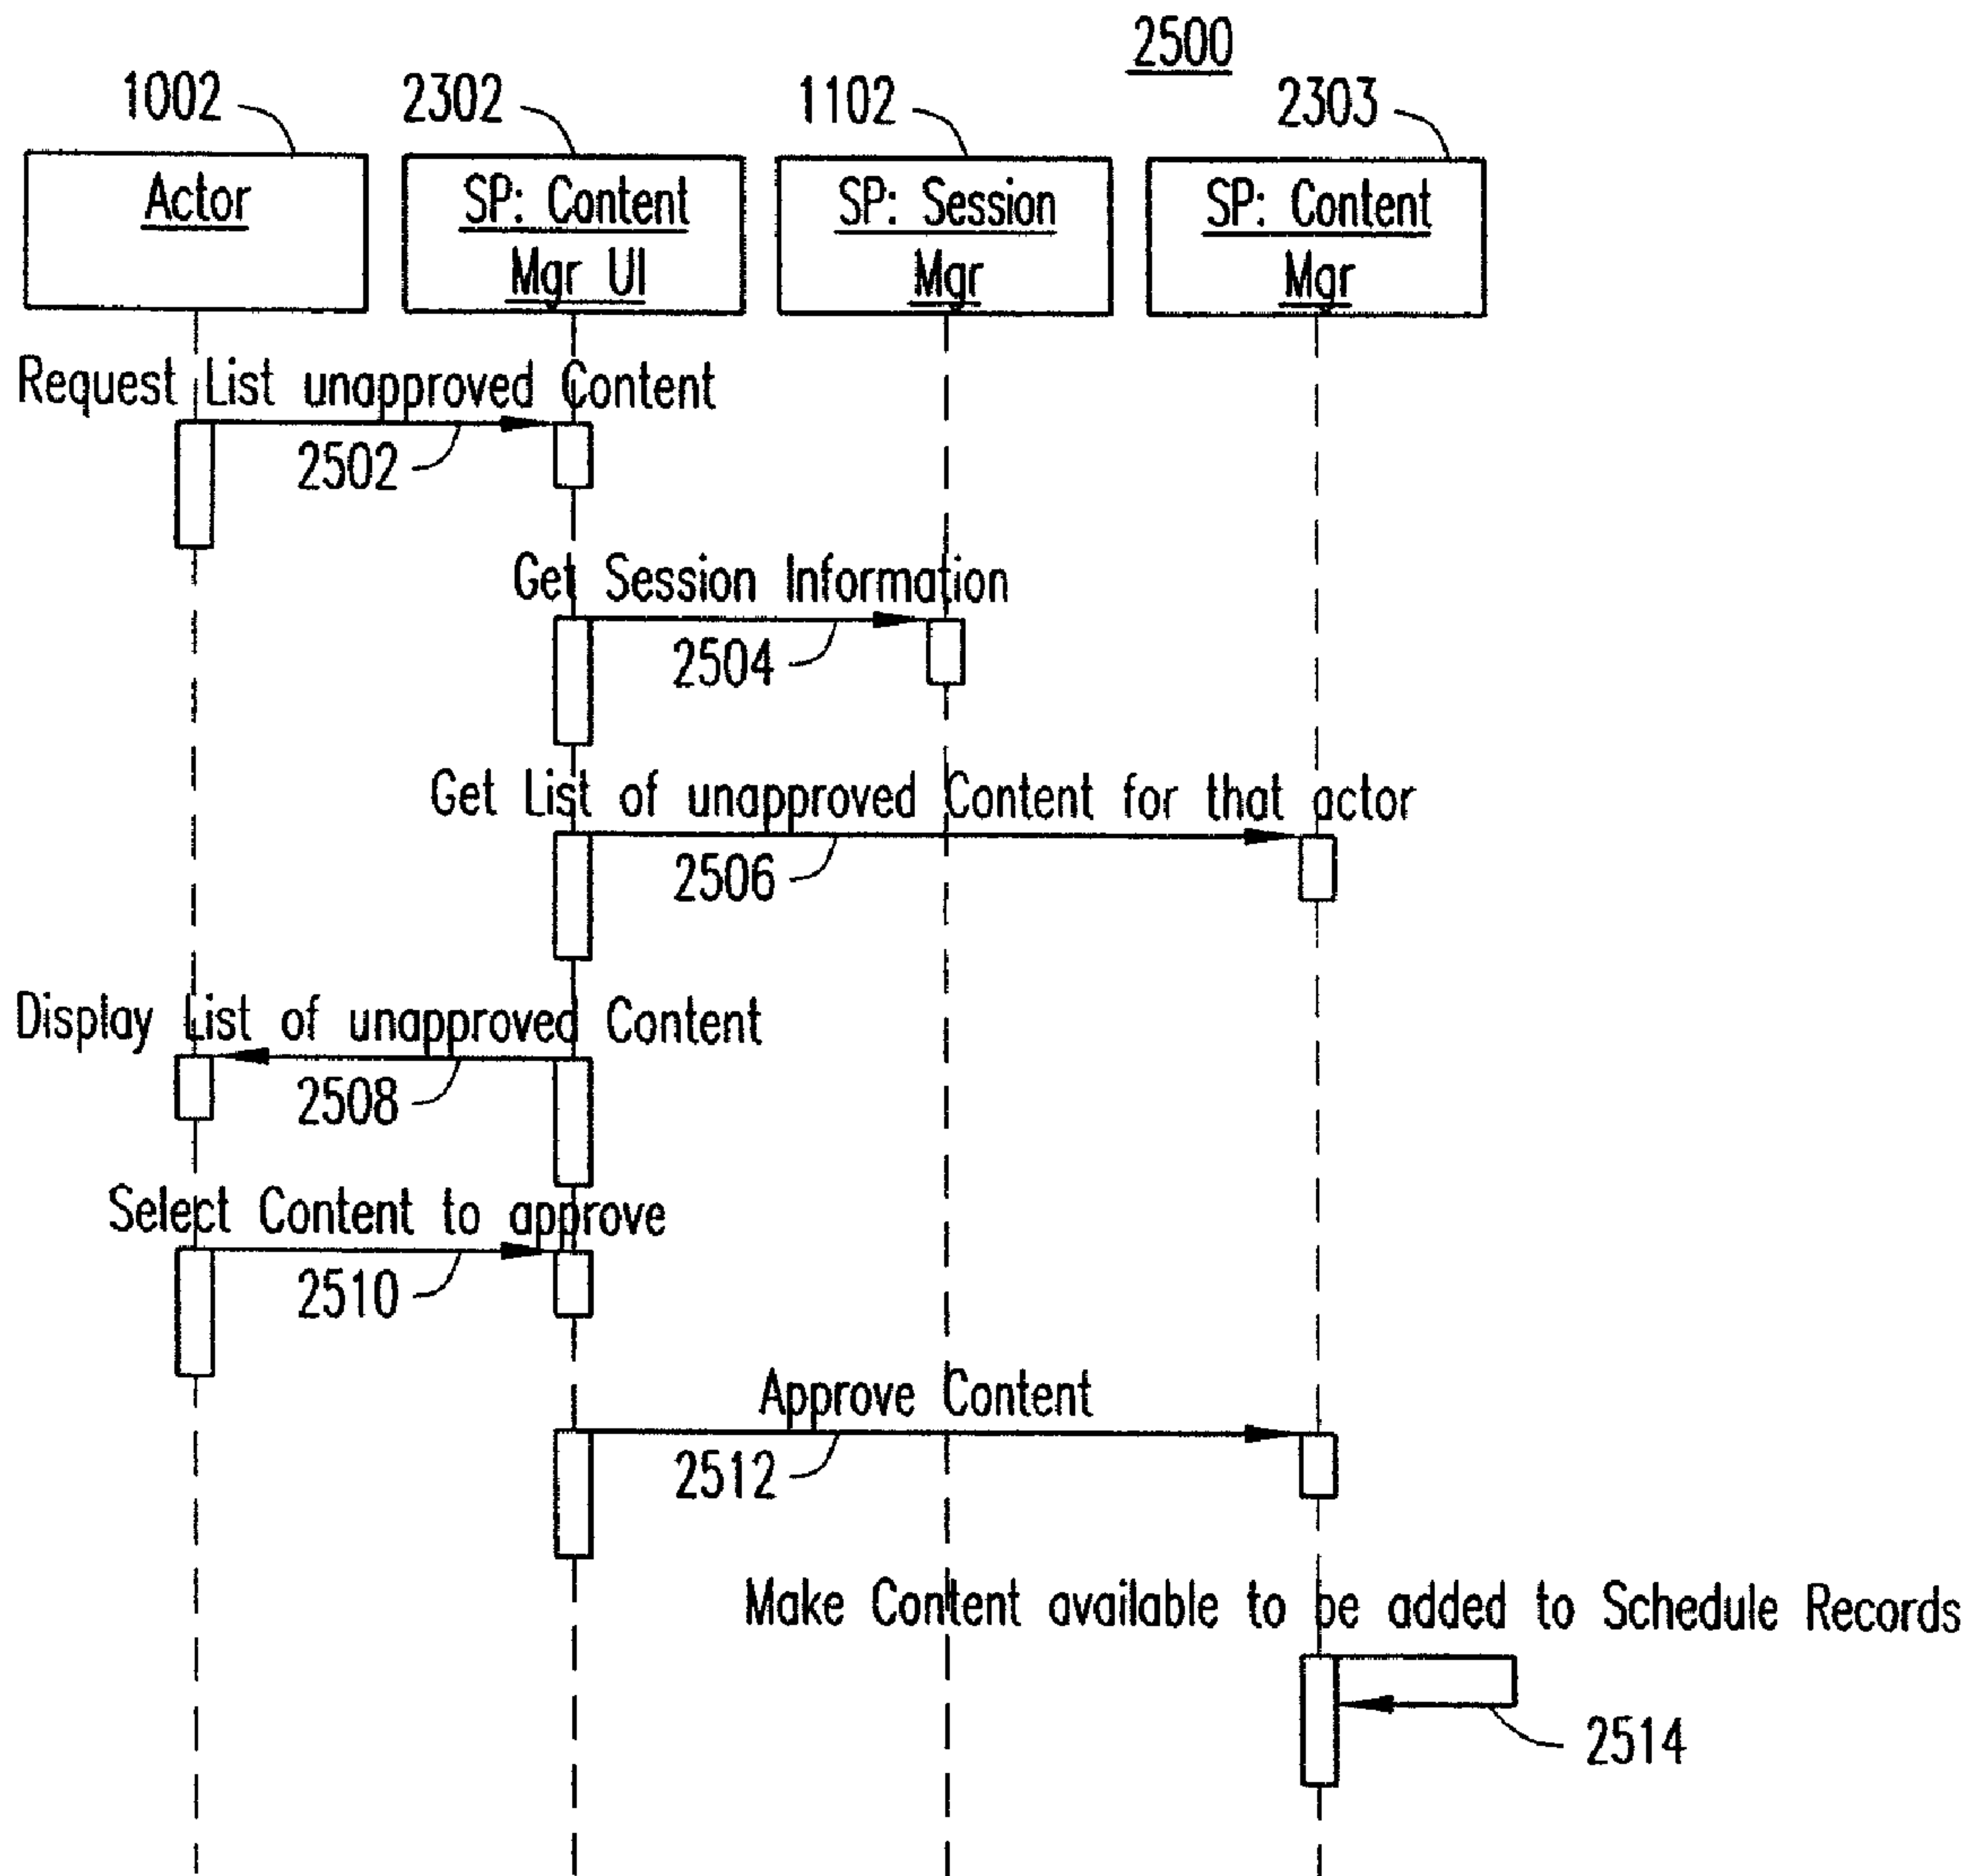 2500
1002
2302
1102
2303
Actor
SP: Content
Mgr UI
SP: Session
Mgr
SP: Content
Mgr
Request List unapproved Content
2502
Get Session Information
2504
Get List of unapproved Content for that actor
2506
Display List of unapproved Content
2508
Select Content to approve
2510
Approve Content
2512
Make Content available to be added to Schedule Records
2514